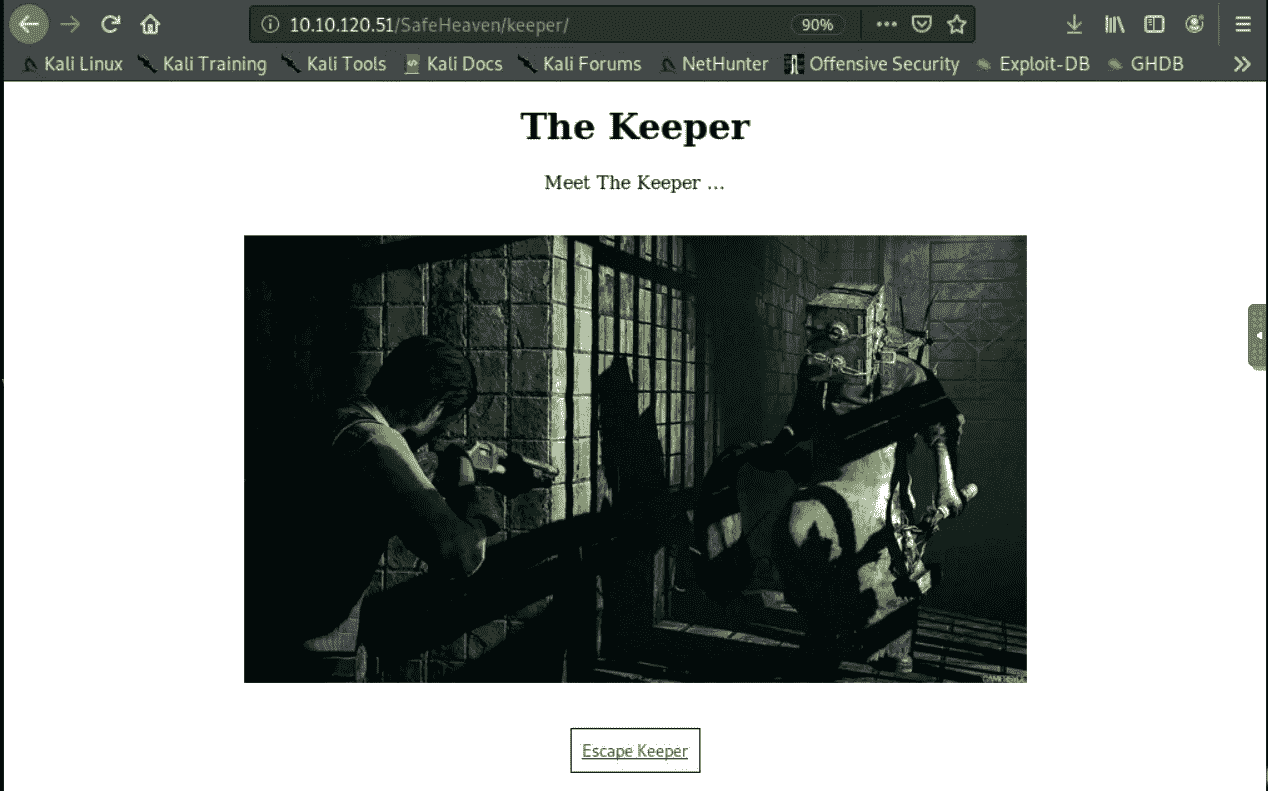 10.10.120.51/SafeHeaven/keeper/ 90%
Kali Linux Kali Training Kali Tools Kali Docs Kali Forums NetHunter Offensive Security Exploit-DB GHDB
The Keeper
Meet The Keeper ...
Escape Keeper